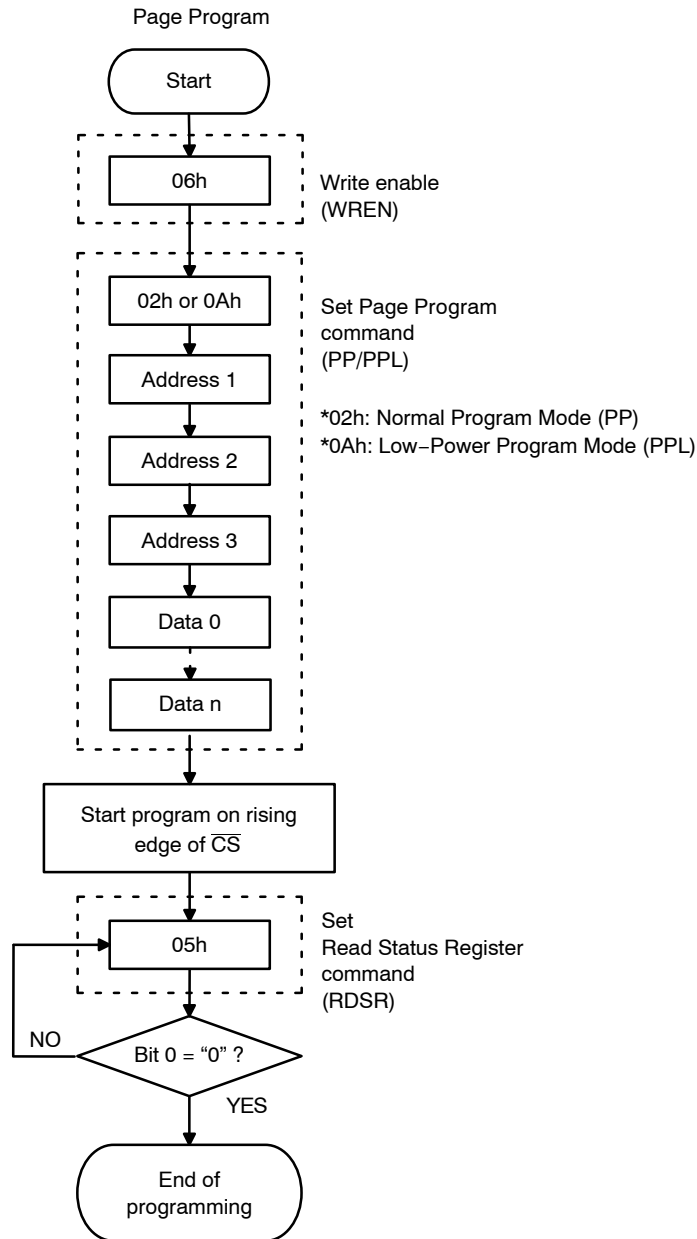 Page Program
Start
06h
Write enable
(WREN)
02h or 0Ah
Set Page Program
command
(PP/PPL)
Address 1
*02h: Normal Program Mode (PP)
*0Ah: Low−Power Program Mode (PPL)
Address 2
Address 3
Data 0
Data n
Start program on rising
edge of C̅S̅
05h
Set
Read Status Register
command
(RDSR)
NO
Bit 0 = “0” ?
YES
End of
programming